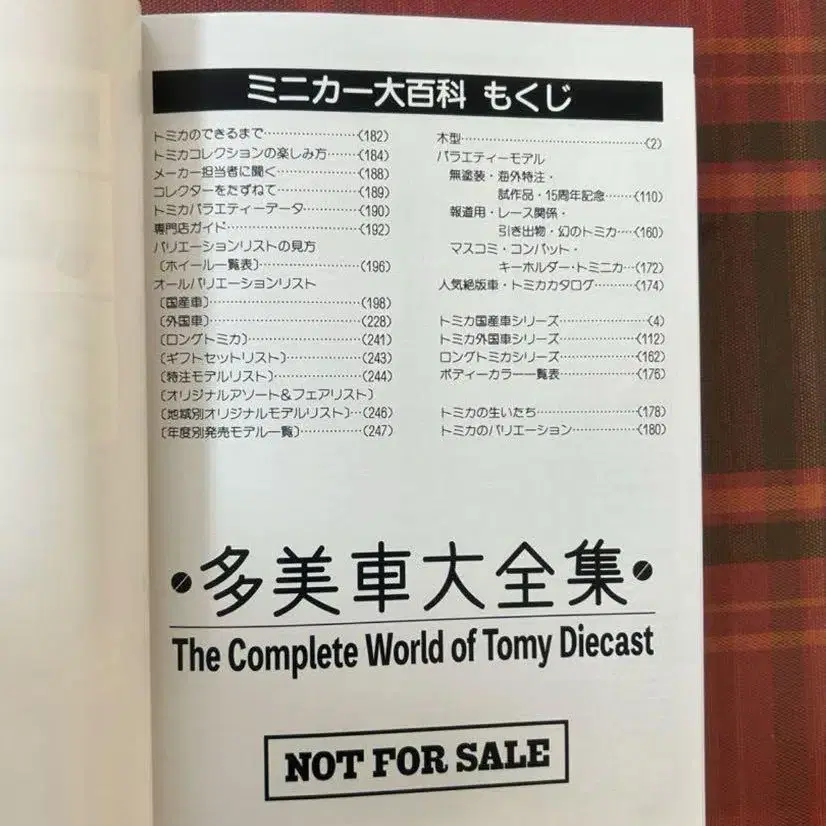 ミニカー大百科 もくじ
トミカのできるまで…………………〈182〉
トミカコレクションの楽しみ方………〈184〉
メーカー担当者に聞く………………〈188〉
コレクターをたずねて………………〈189〉
トミカバラエティーデータ……………〈190〉
専門店ガイド…………………………〈192〉
バリエーションリストの見方
〔ホイール一覧表〕…………………〈196〉
オールバリエーションリスト
〔国産車〕……………………………〈198〉
〔外国車〕……………………………〈228〉
〔ロングトミカ〕………………………〈241〉
〔ギフトセットリスト〕………………〈243〉
〔特注モデルリスト〕…………………〈244〉
〔オリジナルアソート&フェアリスト〕
〔地域別オリジナルモデルリスト〕…〈246〉
〔年度別発売モデル一覧〕…………〈247〉
木型……………………………………〈2〉
バラエティーモデル
無塗装・海外特注・
試作品・15周年記念……〈110〉
報道用・レース関係・
引き出物・幻のトミカ…〈160〉
マスコミ・コンバット・
キーホルダー・トミニカ…〈172〉
人気絶版車・トミカカタログ………〈174〉
トミカ国産車シリーズ………………〈4〉
トミカ外国車シリーズ………………〈112〉
ロングトミカシリーズ………………〈162〉
ボディーカラー一覧表………………〈176〉
トミカの生いたち……………………〈178〉
トミカのバリエーション……………〈180〉
多美車大全集
The Complete World of Tomy Diecast
NOT FOR SALE